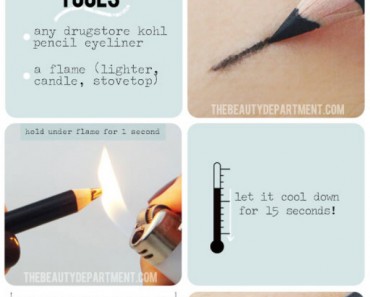 TOOLS
any drugstore kohl
pencil eyeliner
a flame (lighter,
candle, stovetop)
THEBEAUTYDEPARTMENT.COM
hold under flame for 1 second
THEBEAUTYDEPARTMENT.COM
let it cool down
for 15 seconds!